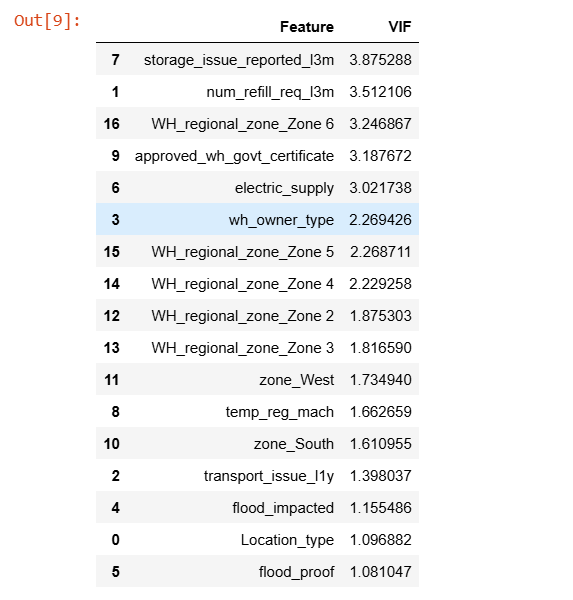 Out[9]:
Feature VIF
7 storage_issue_reported_l3m 3.875288
1 num_refill_req_l3m 3.512106
16 WH_regional_zone_Zone 6 3.246867
9 approved_wh_govt_certificate 3.187672
6 electric_supply 3.021738
3 wh_owner_type 2.269426
15 WH_regional_zone_Zone 5 2.268711
14 WH_regional_zone_Zone 4 2.229258
12 WH_regional_zone_Zone 2 1.875303
13 WH_regional_zone_Zone 3 1.816590
11 zone_West 1.734940
8 temp_reg_mach 1.662659
10 zone_South 1.610955
2 transport_issue_l1y 1.398037
4 flood_impacted 1.155486
0 Location_type 1.096882
5 flood_proof 1.081047